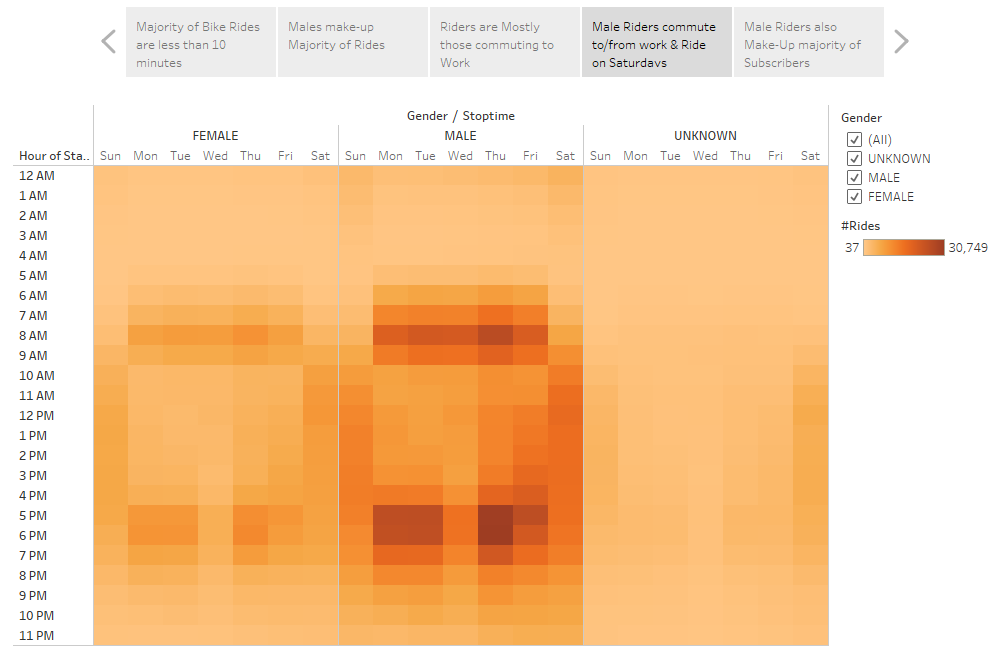 Majority of Bike Rides
are less than 10
minutes
Males make-up
Majority of Rides
Riders are Mostly
those commuting to
Work
Male Riders commute
to/from work & Ride
on Saturdays
Male Riders also
Make-Up majority of
Subscribers
Gender / Stoptime
FEMALE MALE UNKNOWN
Hour of Sta.. Sun Mon Tue Wed Thu Fri Sat Sun Mon Tue Wed Thu Fri Sat Sun Mon Tue Wed Thu Fri Sat
12 AM
1 AM
2 AM
3 AM
4 AM
5 AM
6 AM
7 AM
8 AM
9 AM
10 AM
11 AM
12 PM
1 PM
2 PM
3 PM
4 PM
5 PM
6 PM
7 PM
8 PM
9 PM
10 PM
11 PM
Gender
(All)
UNKNOWN
MALE
FEMALE
#Rides
37 30,749